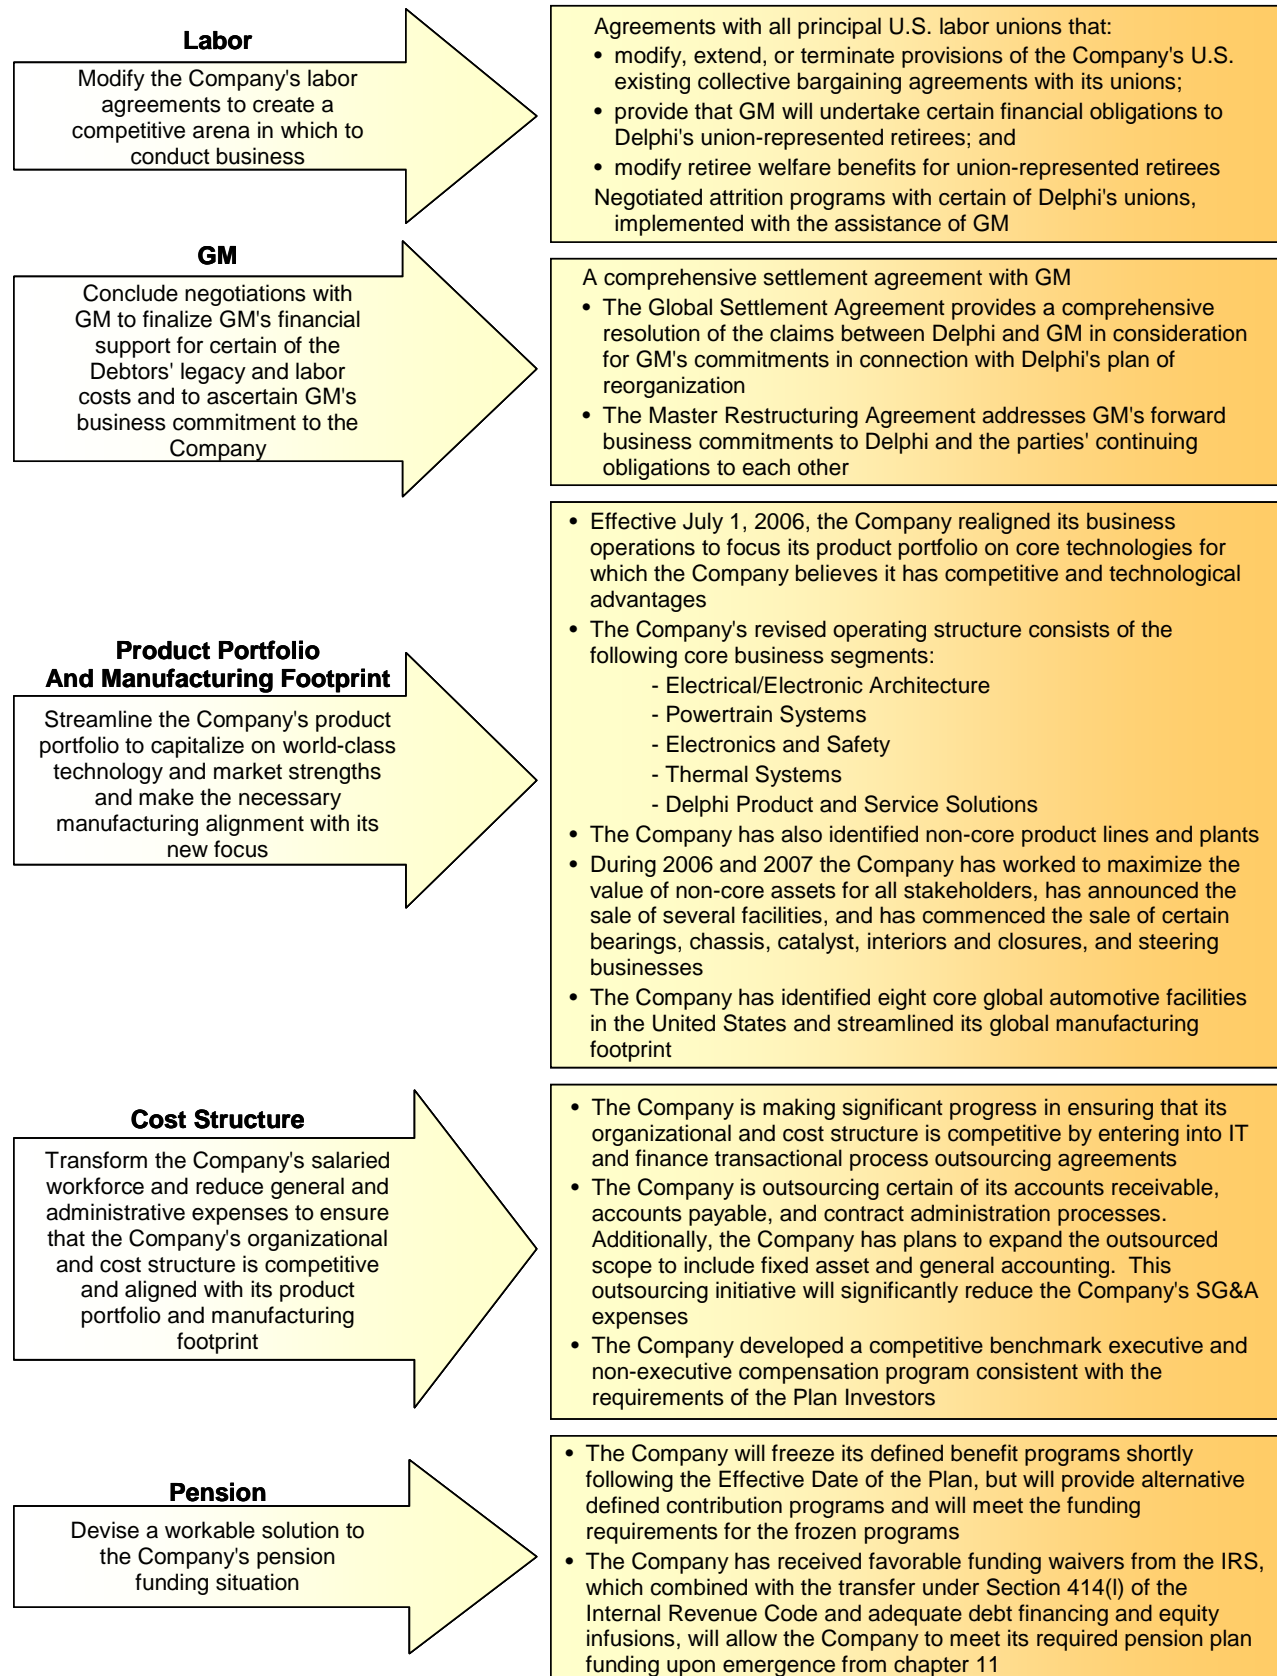 Labor
Modify the Company's labor
agreements to create a
competitive arena in which to
conduct business
Agreements with all principal U.S. labor unions that:
• modify, extend, or terminate provisions of the Company's U.S.
existing collective bargaining agreements with its unions;
• provide that GM will undertake certain financial obligations to
Delphi's union-represented retirees; and
• modify retiree welfare benefits for union-represented retirees
Negotiated attrition programs with certain of Delphi's unions,
implemented with the assistance of GM
GM
Conclude negotiations with
GM to finalize GM's financial
support for certain of the
Debtors' legacy and labor
costs and to ascertain GM's
business commitment to the
Company
A comprehensive settlement agreement with GM
• The Global Settlement Agreement provides a comprehensive
resolution of the claims between Delphi and GM in consideration
for GM's commitments in connection with Delphi's plan of
reorganization
• The Master Restructuring Agreement addresses GM's forward
business commitments to Delphi and the parties' continuing
obligations to each other
Product Portfolio
And Manufacturing Footprint
Streamline the Company's product
portfolio to capitalize on world-class
technology and market strengths
and make the necessary
manufacturing alignment with its
new focus
• Effective July 1, 2006, the Company realigned its business
operations to focus its product portfolio on core technologies for
which the Company believes it has competitive and technological
advantages
• The Company's revised operating structure consists of the
following core business segments:
- Electrical/Electronic Architecture
- Powertrain Systems
- Electronics and Safety
- Thermal Systems
- Delphi Product and Service Solutions
• The Company has also identified non-core product lines and plants
• During 2006 and 2007 the Company has worked to maximize the
value of non-core assets for all stakeholders, has announced the
sale of several facilities, and has commenced the sale of certain
bearings, chassis, catalyst, interiors and closures, and steering
businesses
• The Company has identified eight core global automotive facilities
in the United States and streamlined its global manufacturing
footprint
Cost Structure
Transform the Company's salaried
workforce and reduce general and
administrative expenses to ensure
that the Company's organizational
and cost structure is competitive
and aligned with its product
portfolio and manufacturing
footprint
• The Company is making significant progress in ensuring that its
organizational and cost structure is competitive by entering into IT
and finance transactional process outsourcing agreements
• The Company is outsourcing certain of its accounts receivable,
accounts payable, and contract administration processes.
Additionally, the Company has plans to expand the outsourced
scope to include fixed asset and general accounting.  This
outsourcing initiative will significantly reduce the Company's SG&A
expenses
• The Company developed a competitive benchmark executive and
non-executive compensation program consistent with the
requirements of the Plan Investors
Pension
Devise a workable solution to
the Company's pension
funding situation
• The Company will freeze its defined benefit programs shortly
following the Effective Date of the Plan, but will provide alternative
defined contribution programs and will meet the funding
requirements for the frozen programs
• The Company has received favorable funding waivers from the IRS,
which combined with the transfer under Section 414(l) of the
Internal Revenue Code and adequate debt financing and equity
infusions, will allow the Company to meet its required pension plan
funding upon emergence from chapter 11